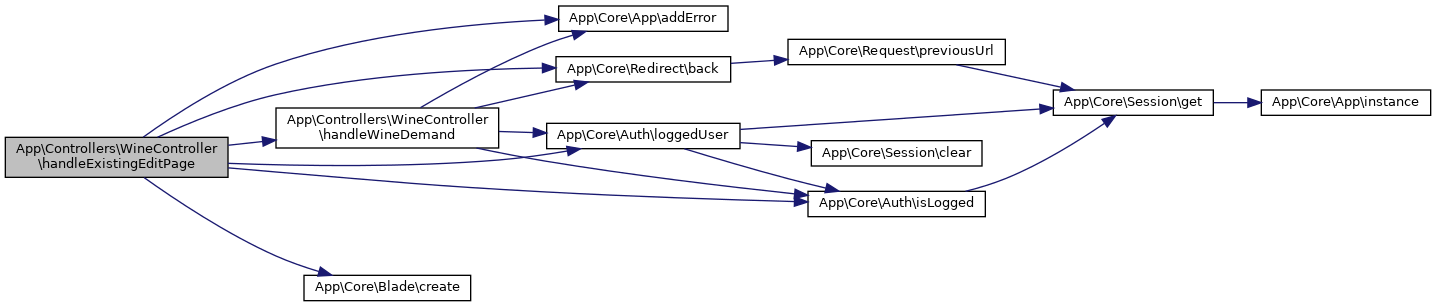 App\Core\App\addError
App\Core\Request\previousUrl
App\Core\Redirect\back
App\Core\Session\get
App\Core\App\instance
App\Controllers\WineController
\handleWineDemand
App\Core\Auth\loggedUser
App\Controllers\WineController
\handleExistingEditPage
App\Core\Session\clear
App\Core\Auth\isLogged
App\Core\Blade\create